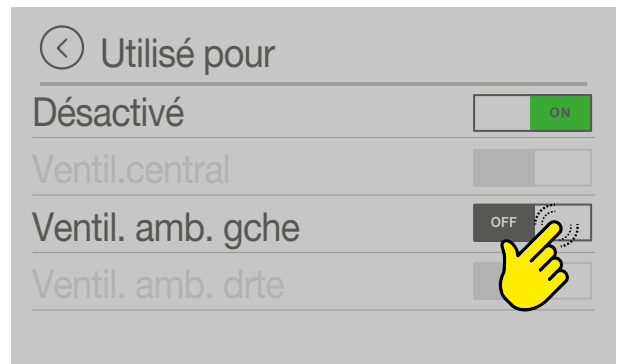 Utilisé pour
Désactivé ON
Ventil.central
Ventil. amb. gche OFF
Ventil. amb. drte